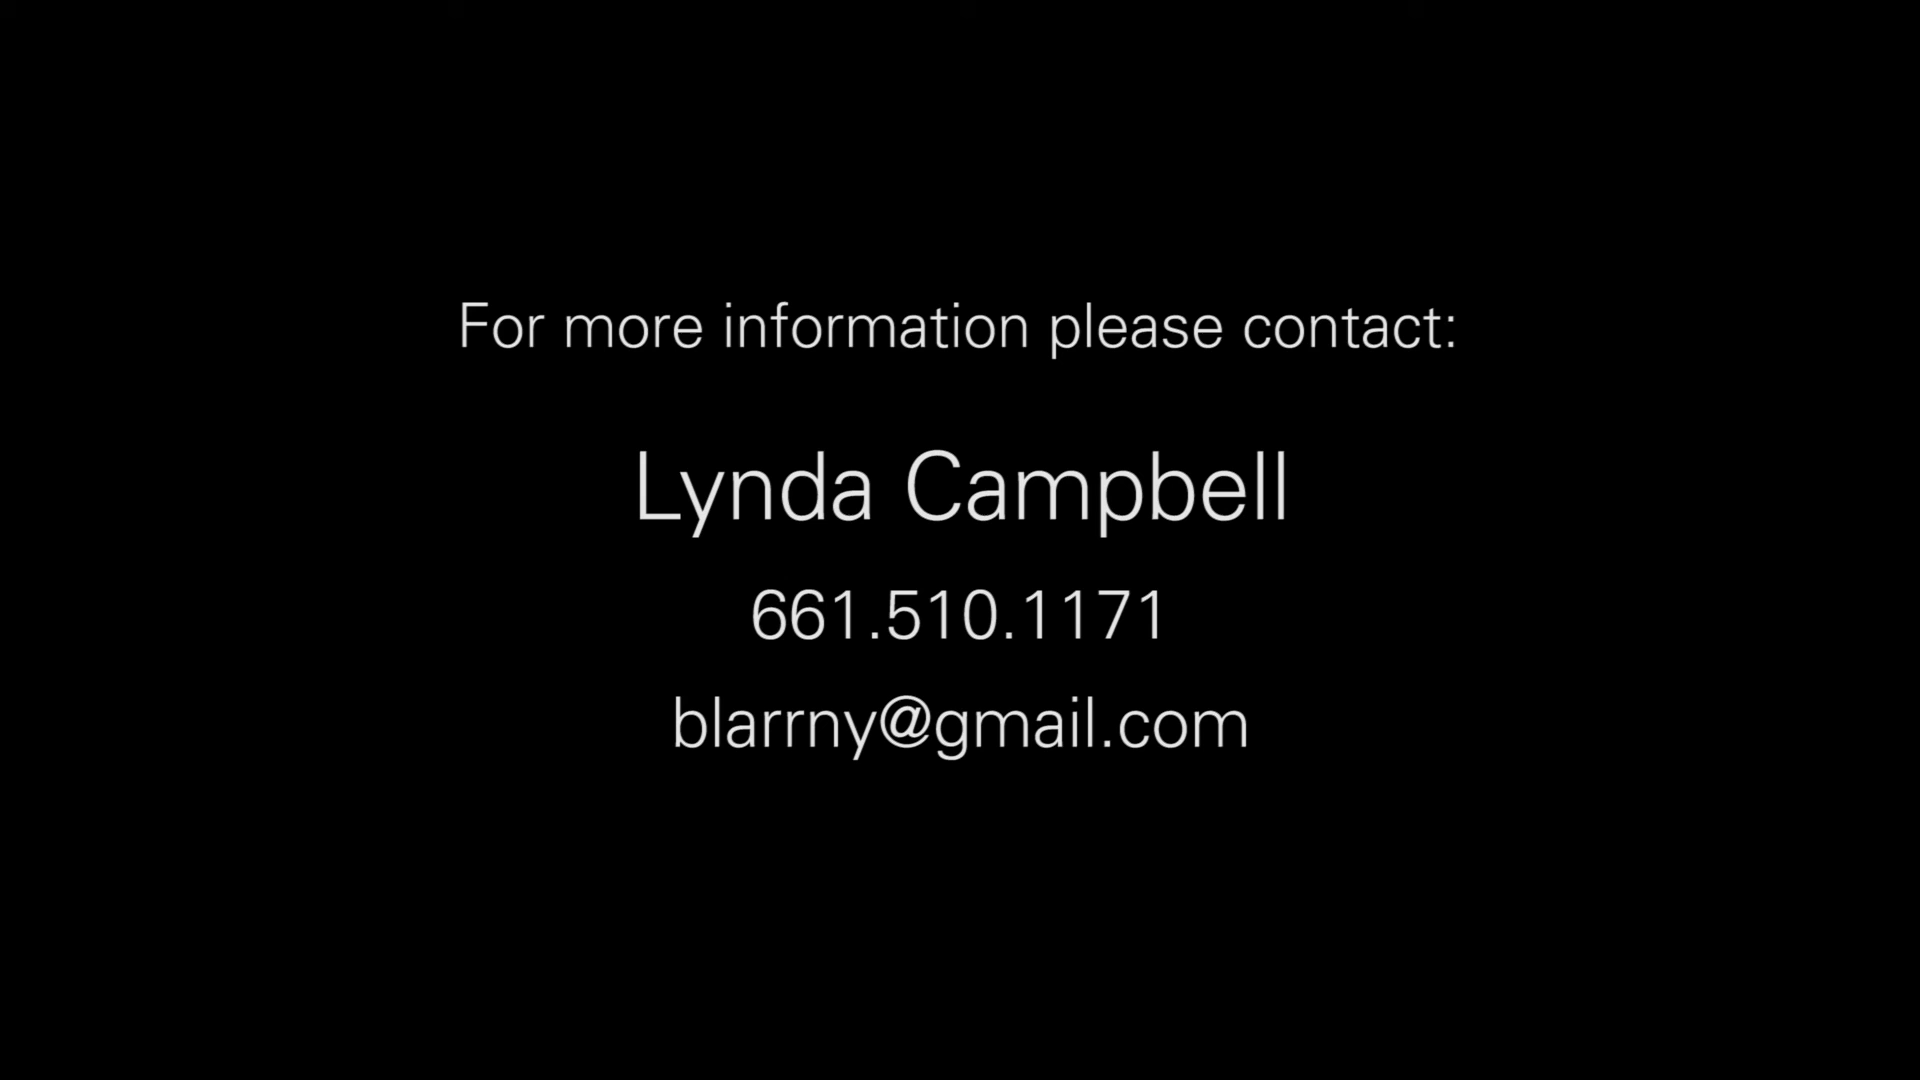 For more information please contact:
Lynda Campbell
661.510.1171
blarrny@gmail.com